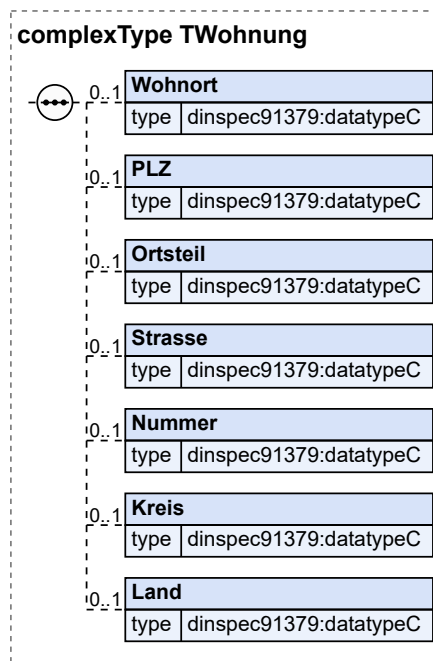 complexType TWohnung
0..1 Wohnort
type dinspec91379:datatypeC
0..1 PLZ
type dinspec91379:datatypeC
0..1 Ortsteil
type dinspec91379:datatypeC
0..1 Strasse
type dinspec91379:datatypeC
0..1 Nummer
type dinspec91379:datatypeC
0..1 Kreis
type dinspec91379:datatypeC
0..1 Land
type dinspec91379:datatypeC